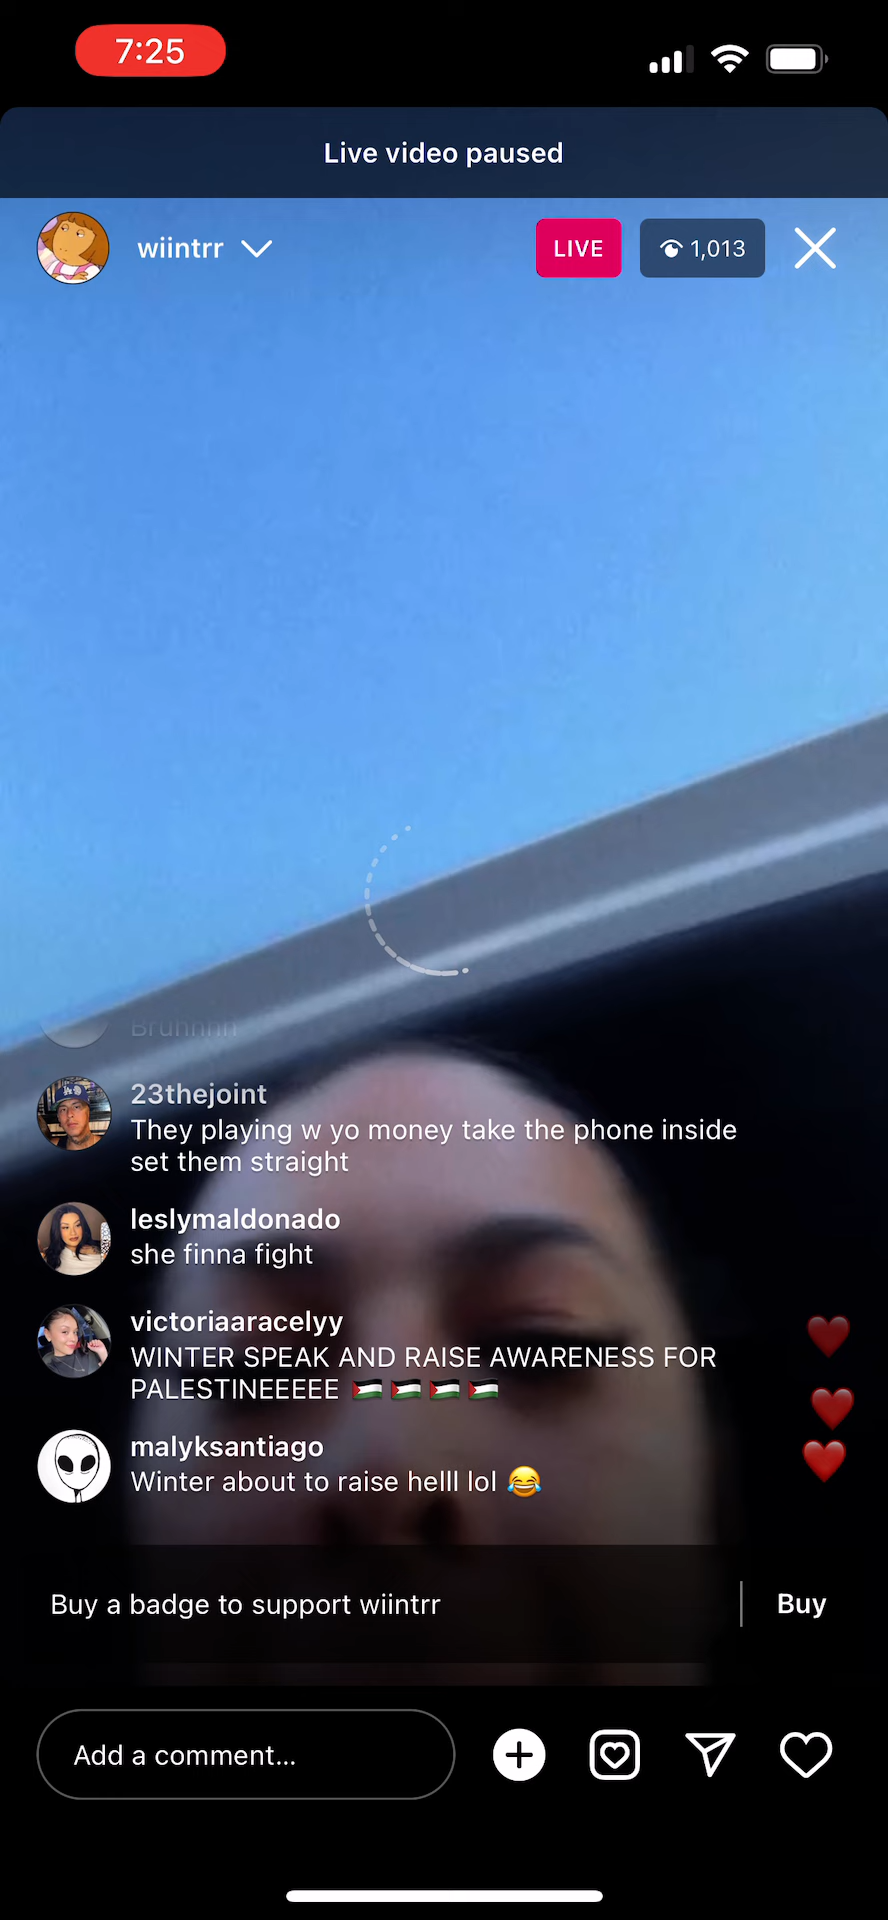 7:25
Live video paused
wiintrr
LIVE
1,013
Bruhnnn
23thejoint
They playing w yo money take the phone inside
set them straight
leslymaldonado
she finna fight
victoriaaracelyy
WINTER SPEAK AND RAISE AWARENESS FOR
PALESTINEEEEE 🇵🇸 🇵🇸 🇵🇸 🇵🇸
malyksantiago
Winter about to raise helll lol 😂
Buy a badge to support wiintrr
Buy
Add a comment...